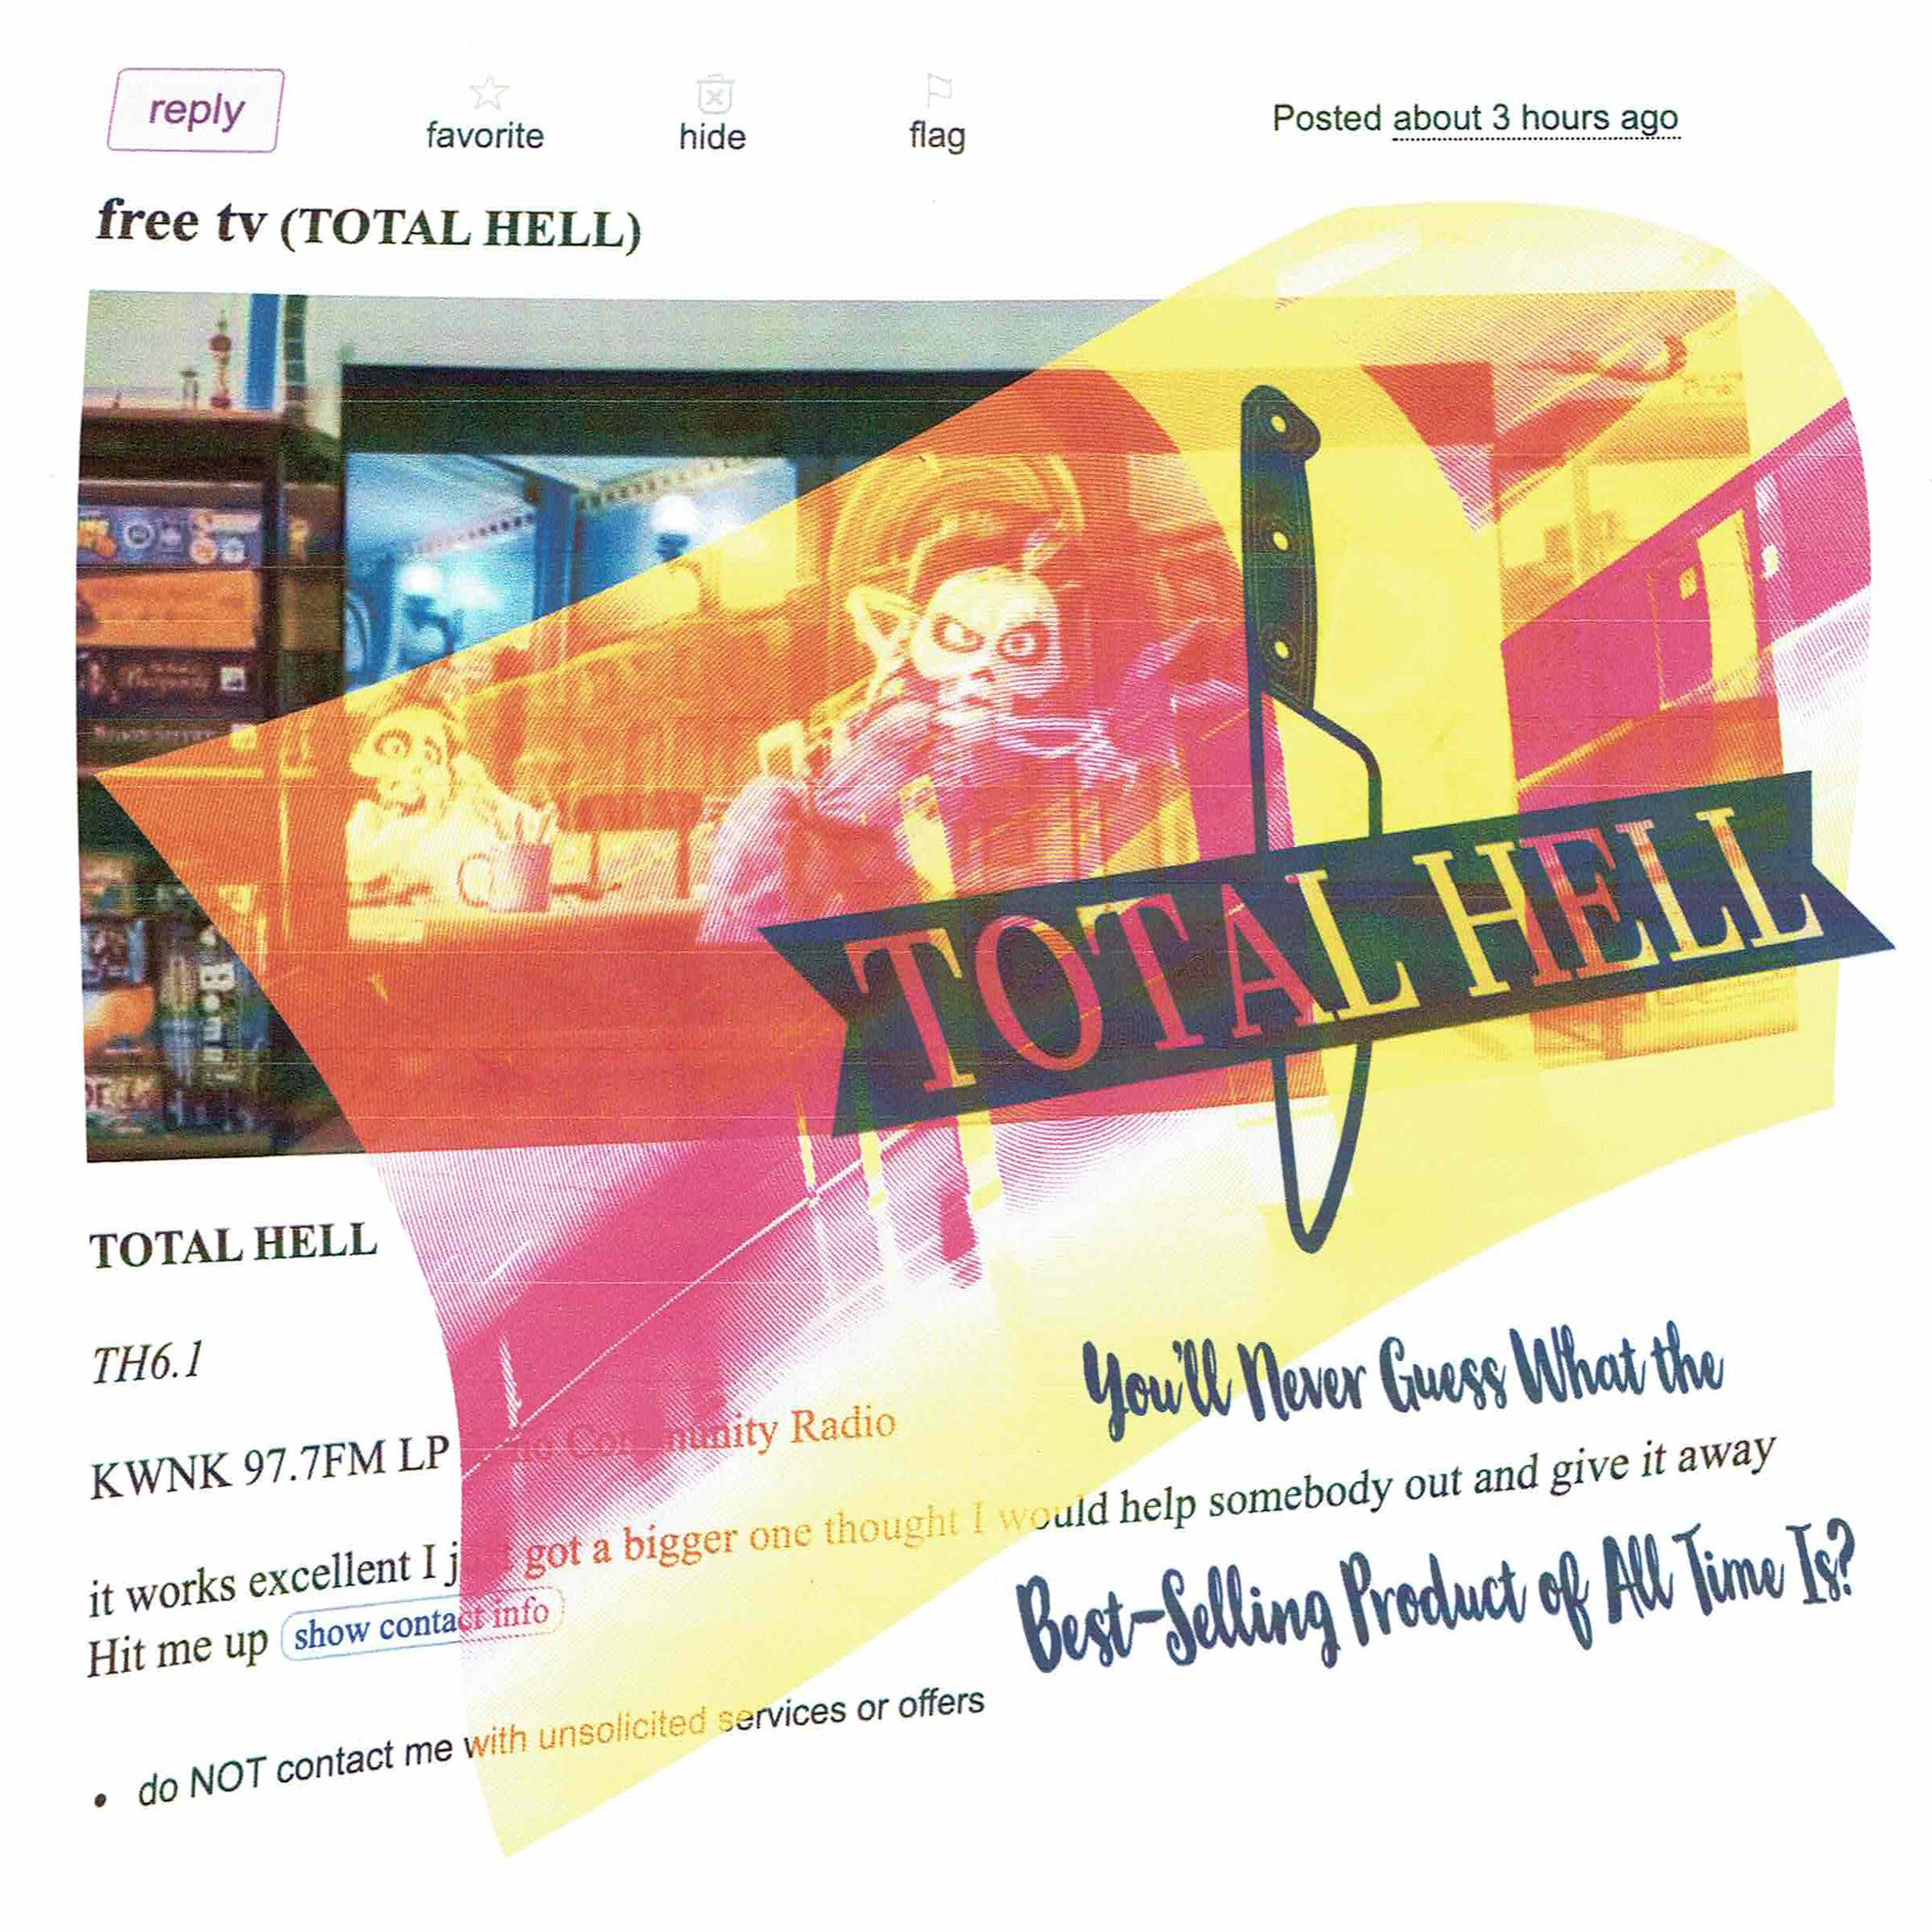 reply
favorite
hide
flag
Posted about 3 hours ago
free tv (TOTAL HELL)
TOTAL HELL
TOTAL HELL
TH6.1
You'll Never Guess What the
KWNK 97.7FM LP Community Radio
it works excellent I just got a bigger one thought I would help somebody out and give it away
Best-Selling Product of All Time Is?
Hit me up show contact info
• do NOT contact me with unsolicited services or offers